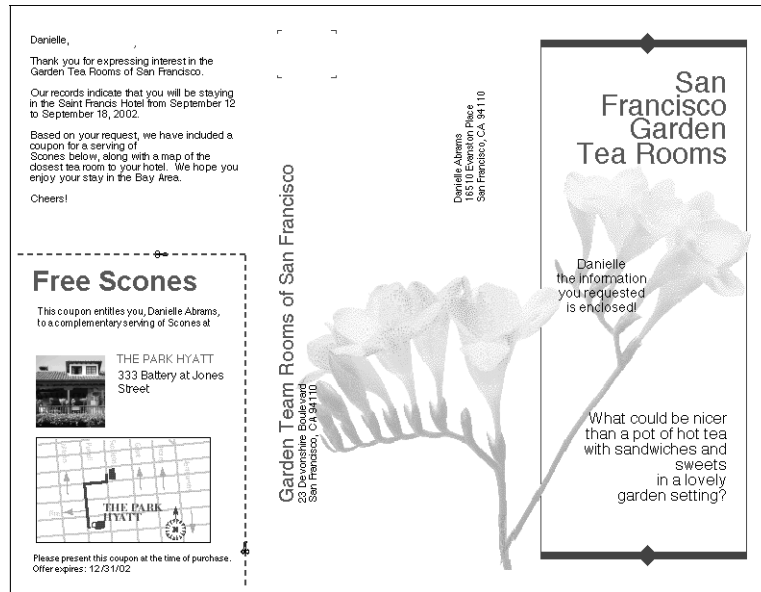 Danielle, ,
Thank you for expressing interest in the
Garden Tea Rooms of San Francisco.
Our records indicate that you will be staying
in the Saint Francis Hotel from September 12
to September 18, 2002.
Based on your request, we have included a
coupon for a serving of
Scones below, along with a map of the
closest tea room to your hotel. We hope you
enjoy your stay in the Bay Area.
Cheers!
Free Scones
This coupon entitles you, Danielle Abrams,
to a complementary serving of Scones at
THE PARK HYATT
333 Battery at Jones
Street
THE PARK
HYATT
Please present this coupon at the time of purchase.
Offer expires: 12/31/02
Garden Team Rooms of San Francisco
23 Devonshire Boulevard
San Francisco, CA 94110
Danielle Abrams
16510 Evanston Place
San Francisco, CA 94110
San
Francisco
Garden
Tea Rooms
Danielle
the information
you requested
is enclosed!
What could be nicer
than a pot of hot tea
with sandwiches and
sweets
in a lovely
garden setting?